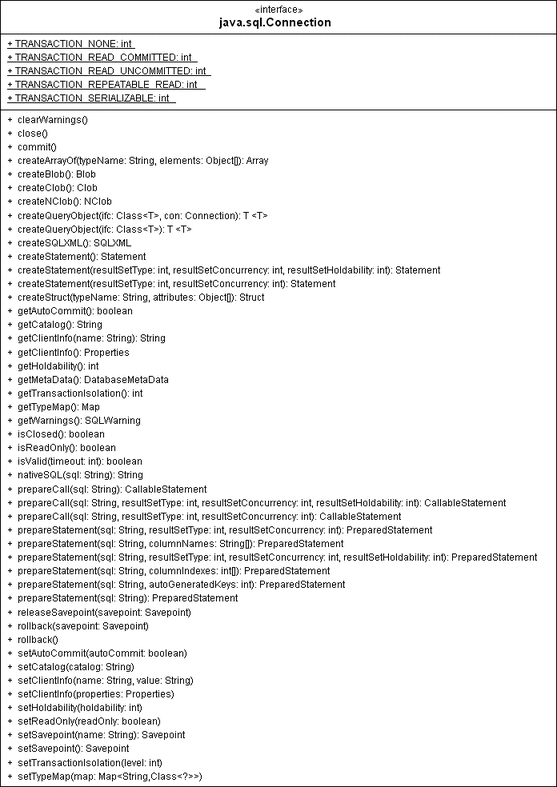 «interface»
java.sql.Connection
+ TRANSACTION_NONE: int
+ TRANSACTION_READ_COMMITTED: int
+ TRANSACTION_READ_UNCOMMITTED: int
+ TRANSACTION_REPEATABLE_READ: int
+ TRANSACTION_SERIALIZABLE: int
+ clearWarnings()
+ close()
+ commit()
+ createArrayOf(typeName: String, elements: Object[]): Array
+ createBlob(): Blob
+ createClob(): Clob
+ createNClob(): NClob
+ createQueryObject(ifc: Class<T>, con: Connection): T <T>
+ createQueryObject(ifc: Class<T>): T <T>
+ createSQLXML(): SQLXML
+ createStatement(): Statement
+ createStatement(resultSetType: int, resultSetConcurrency: int, resultSetHoldability: int): Statement
+ createStatement(resultSetType: int, resultSetConcurrency: int): Statement
+ createStruct(typeName: String, attributes: Object[]): Struct
+ getAutoCommit(): boolean
+ getCatalog(): String
+ getClientInfo(name: String): String
+ getClientInfo(): Properties
+ getHoldability(): int
+ getMetaData(): DatabaseMetaData
+ getTransactionIsolation(): int
+ getTypeMap(): Map
+ getWarnings(): SQLWarning
+ isClosed(): boolean
+ isReadOnly(): boolean
+ isValid(timeout: int): boolean
+ nativeSQL(sql: String): String
+ prepareCall(sql: String): CallableStatement
+ prepareCall(sql: String, resultSetType: int, resultSetConcurrency: int, resultSetHoldability: int): CallableStatement
+ prepareCall(sql: String, resultSetType: int, resultSetConcurrency: int): CallableStatement
+ prepareStatement(sql: String, resultSetType: int, resultSetConcurrency: int): PreparedStatement
+ prepareStatement(sql: String, columnNames: String[]): PreparedStatement
+ prepareStatement(sql: String, resultSetType: int, resultSetConcurrency: int, resultSetHoldability: int): PreparedStatement
+ prepareStatement(sql: String, columnIndexes: int[]): PreparedStatement
+ prepareStatement(sql: String, autoGeneratedKeys: int): PreparedStatement
+ prepareStatement(sql: String): PreparedStatement
+ releaseSavepoint(savepoint: Savepoint)
+ rollback(savepoint: Savepoint)
+ rollback()
+ setAutoCommit(autoCommit: boolean)
+ setCatalog(catalog: String)
+ setClientInfo(name: String, value: String)
+ setClientInfo(properties: Properties)
+ setHoldability(holdability: int)
+ setReadOnly(readOnly: boolean)
+ setSavepoint(name: String): Savepoint
+ setSavepoint(): Savepoint
+ setTransactionIsolation(level: int)
+ setTypeMap(map: Map<String,Class<?>>)